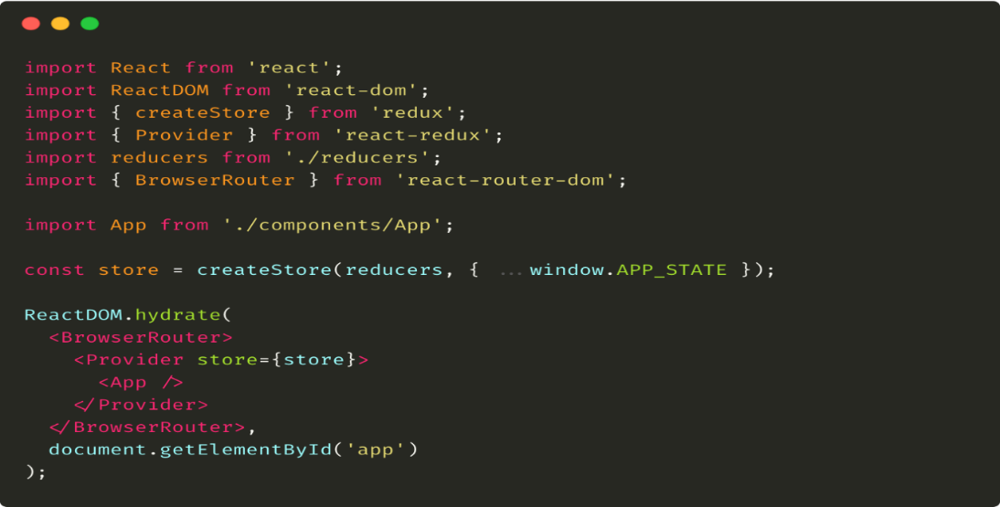 import React from 'react';
import ReactDOM from 'react-dom';
import { createStore } from 'redux';
import { Provider } from 'react-redux';
import reducers from './reducers';
import { BrowserRouter } from 'react-router-dom';

import App from './components/App';

const store = createStore(reducers, { ...window.APP_STATE });

ReactDOM.hydrate(
  <BrowserRouter>
    <Provider store={store}>
      <App />
    </Provider>
  </BrowserRouter>,
  document.getElementById('app')
);